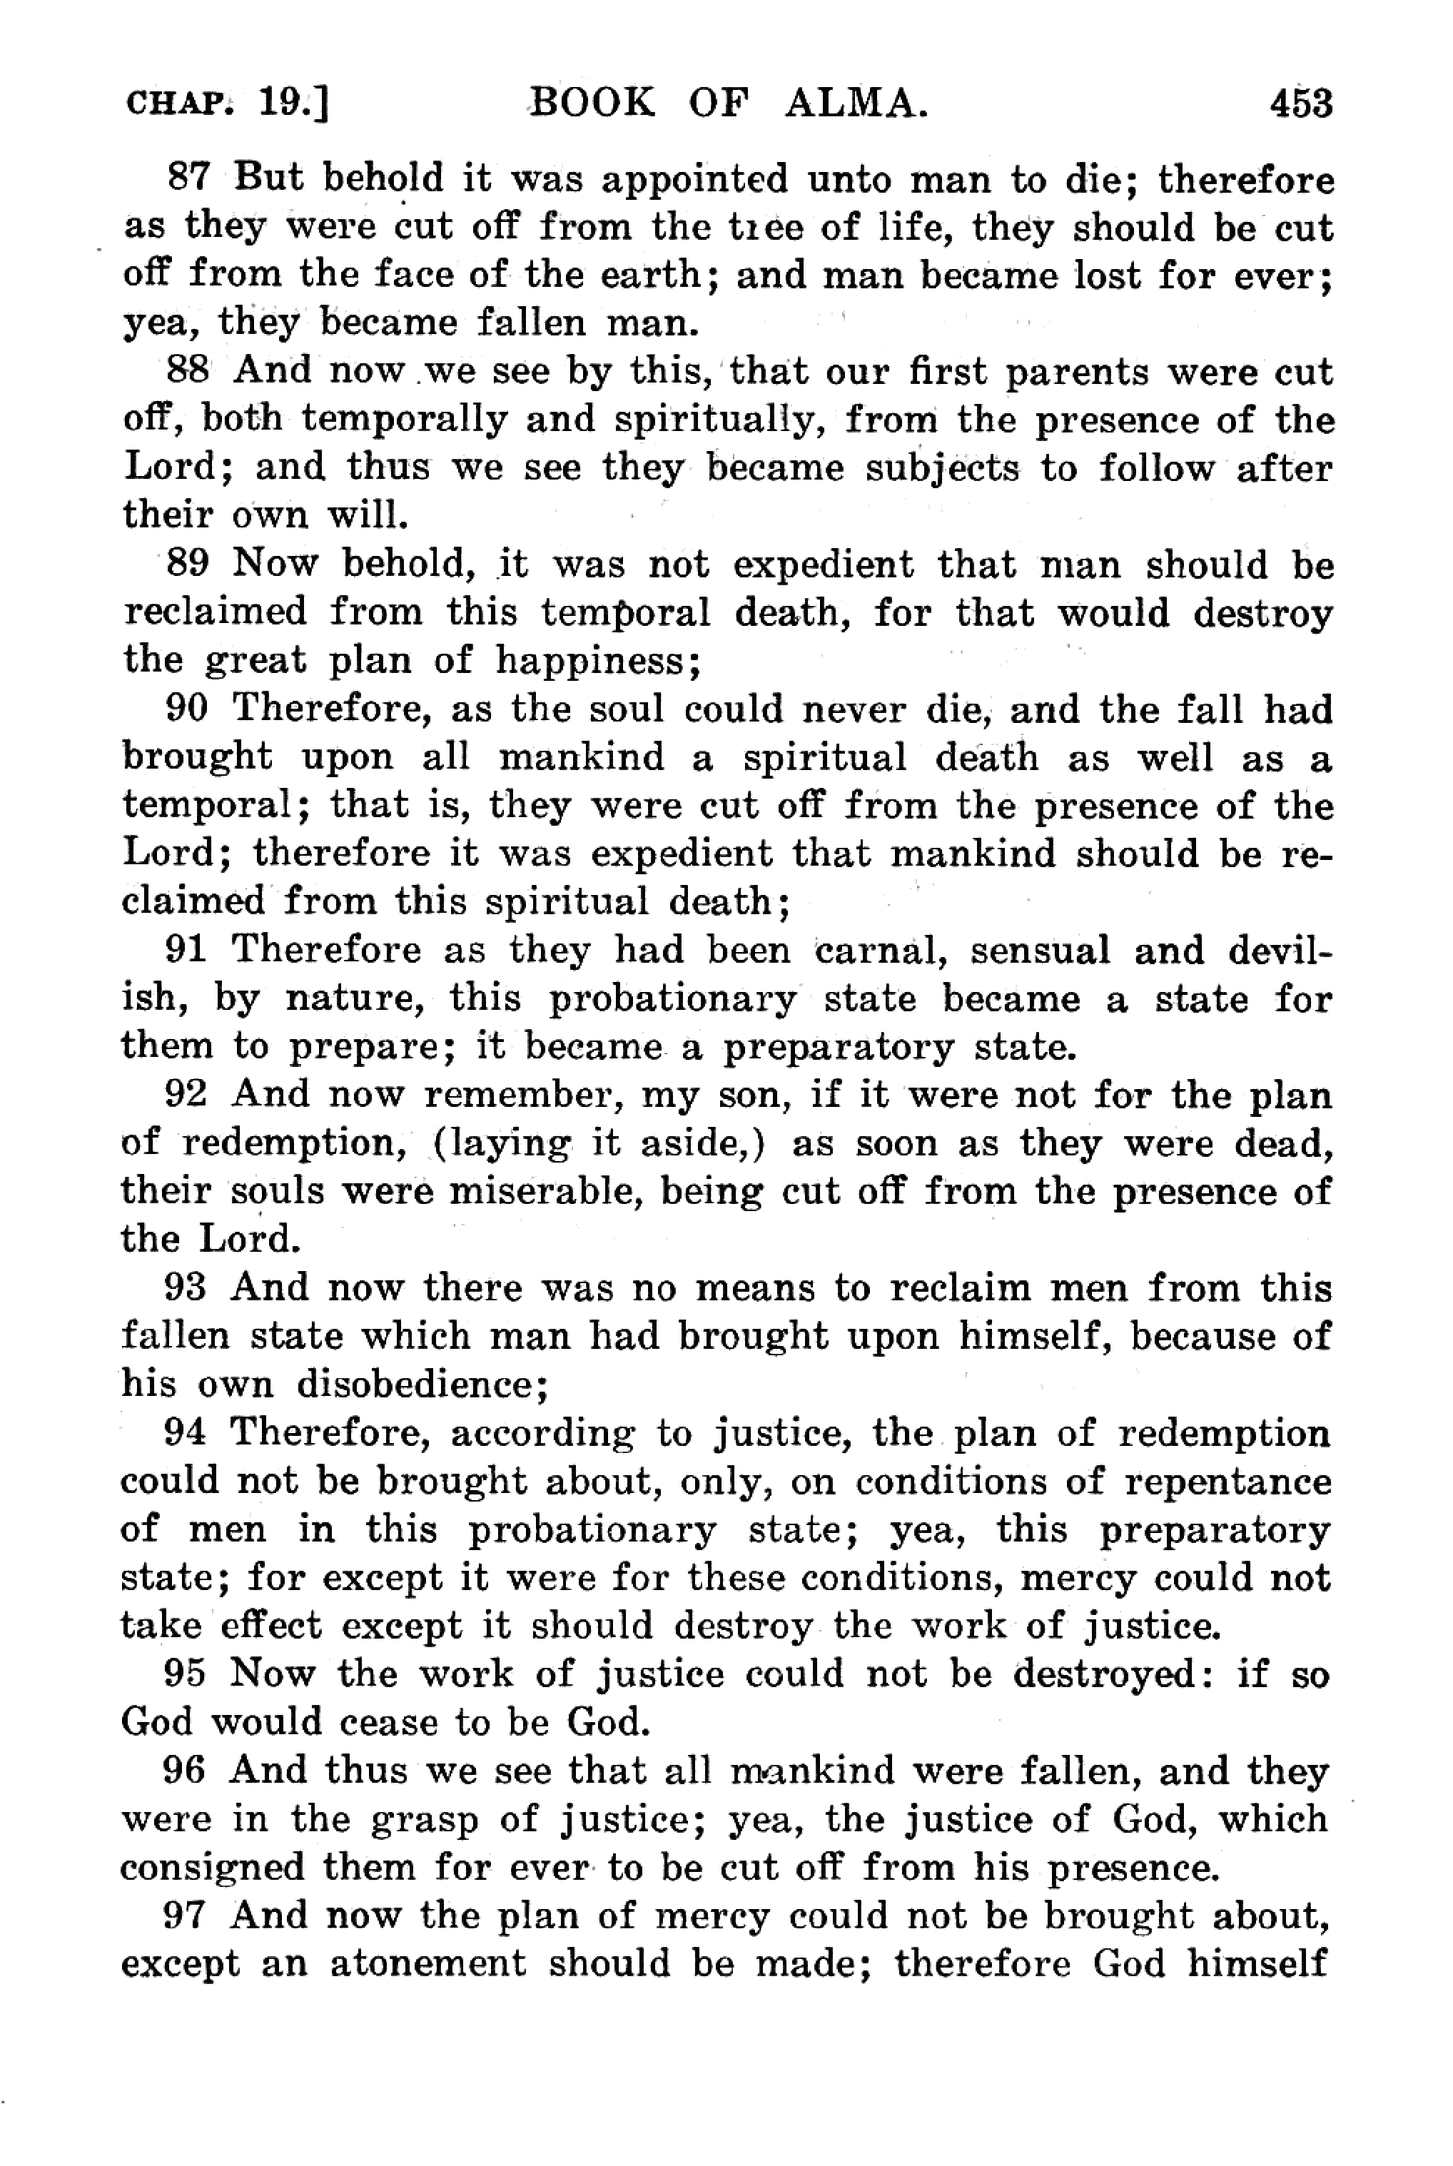 CHAP. 19.] BOOK OF ALMA. 453
87 But behold it was appointed unto man to die; therefore
as they were cut off from the tree of life, they should be cut
off from the face of the earth; and man became lost for ever;
yea, they became fallen man.
88 And now we see by this, that our first parents were cut
off, both temporally and spiritually, from the presence of the
Lord; and thus we see they became subjects to follow after
their own will.
89 Now behold, it was not expedient that man should be
reclaimed from this temporal death, for that would destroy
the great plan of happiness;
90 Therefore, as the soul could never die, and the fall had
brought upon all mankind a spiritual death as well as a
temporal; that is, they were cut off from the presence of the
Lord; therefore it was expedient that mankind should be re-
claimed from this spiritual death;
91 Therefore as they had been carnal, sensual and devil-
ish, by nature, this probationary state became a state for
them to prepare; it became a preparatory state.
92 And now remember, my son, if it were not for the plan
of redemption, (laying it aside,) as soon as they were dead,
their souls were miserable, being cut off from the presence of
the Lord.
93 And now there was no means to reclaim men from this
fallen state which man had brought upon himself, because of
his own disobedience;
94 Therefore, according to justice, the plan of redemption
could not be brought about, only, on conditions of repentance
of men in this probationary state; yea, this preparatory
state; for except it were for these conditions, mercy could not
take effect except it should destroy the work of justice.
95 Now the work of justice could not be destroyed: if so
God would cease to be God.
96 And thus we see that all mankind were fallen, and they
were in the grasp of justice; yea, the justice of God, which
consigned them for ever to be cut off from his presence.
97 And now the plan of mercy could not be brought about,
except an atonement should be made; therefore God himself